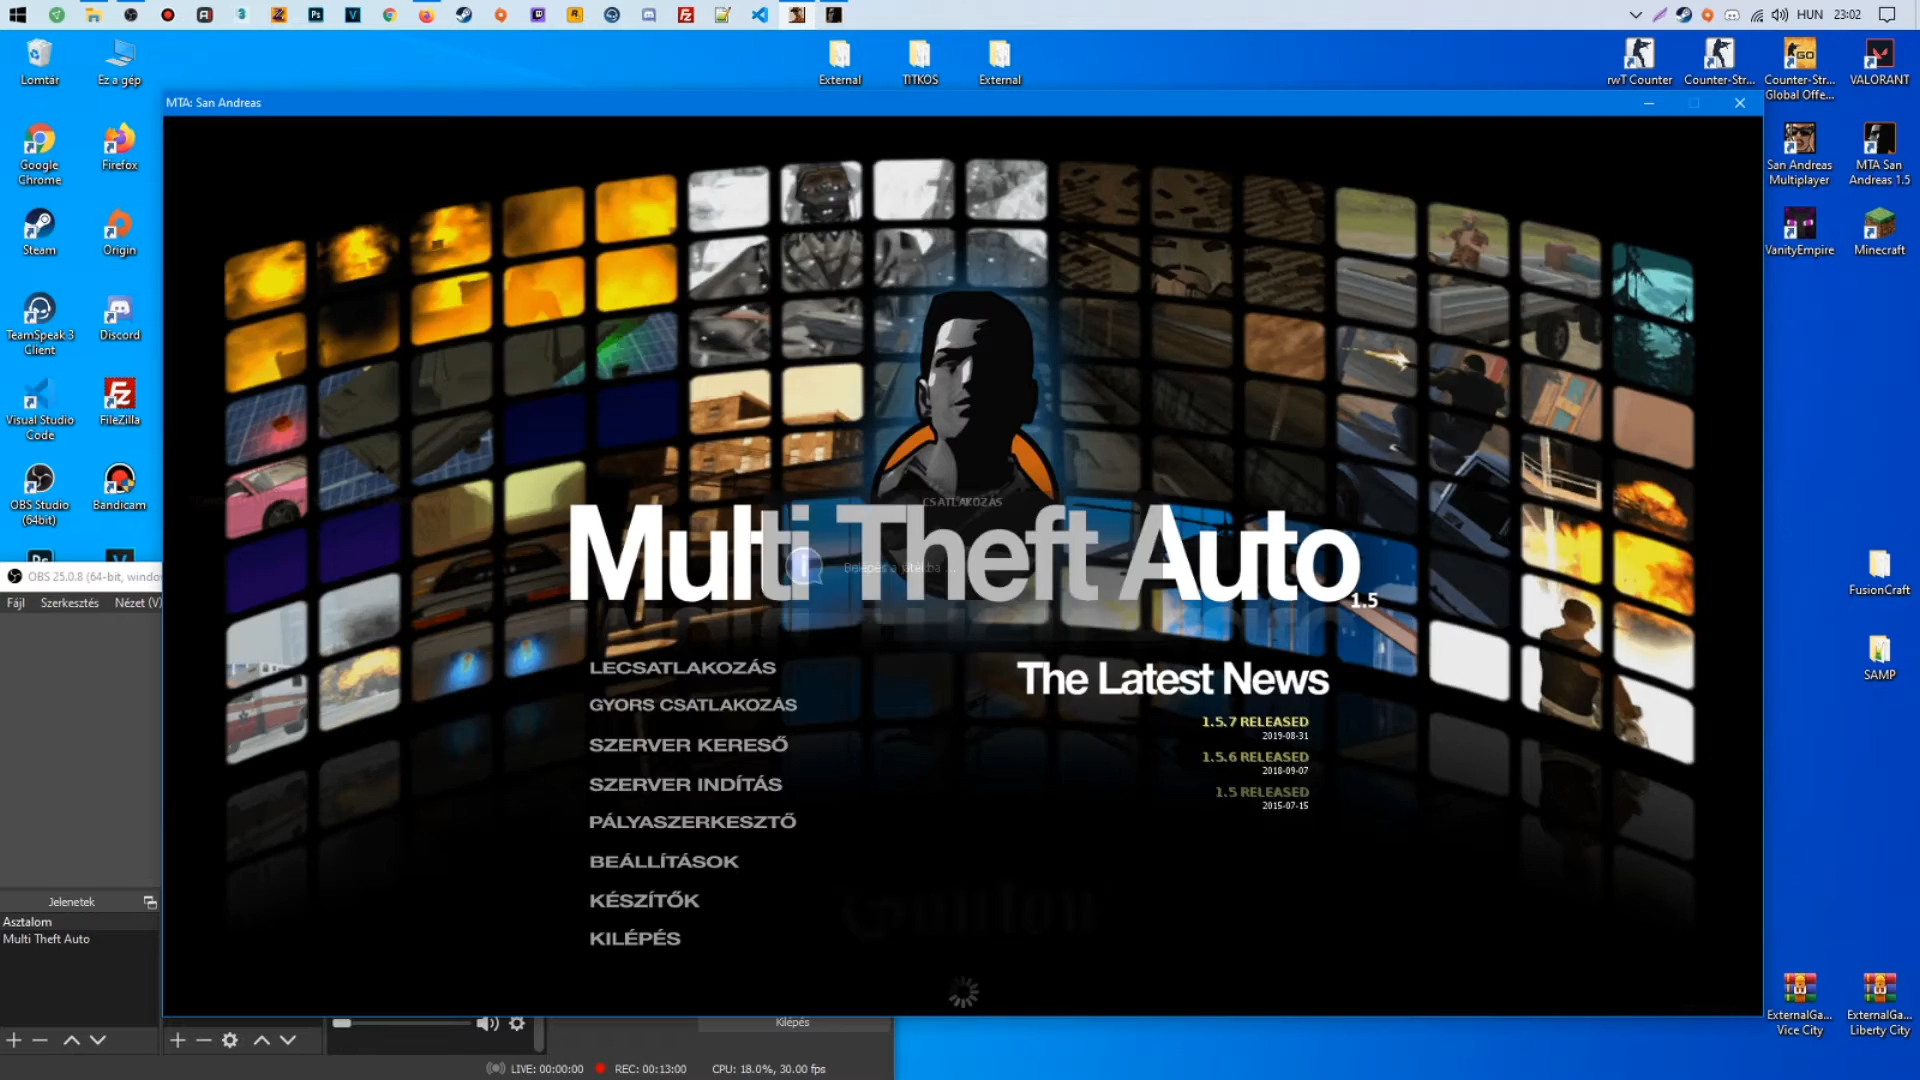 HUN
23:02
Lomtár
Ez a gép
External
TITKOS
External
rwT Counter
Counter-Str...
Counter-Str...
Global Offe...
VALORANT
MTA: San Andreas
Google
Chrome
Firefox
San Andreas
Multiplayer
MTA San
Andreas 1.5
Steam
Origin
VanityEmpire
Minecraft
TeamSpeak 3
Client
Discord
Visual Studio
Code
FileZilla
OBS Studio
(64bit)
Bandicam
CSATLAKOZÁS
Multi Theft Auto
1.5
OBS 25.0.8 (64-bit, windo
Fájl
Szerkesztés
Nézet (V)
FusionCraft
SAMP
LECSATLAKOZÁS
GYORS CSATLAKOZÁS
SZERVER KERESŐ
SZERVER INDÍTÁS
PÁLYASZERKESZTŐ
BEÁLLÍTÁSOK
KÉSZÍTŐK
KILÉPÉS
The Latest News
1.5.7 RELEASED
2019-08-31
1.5.6 RELEASED
2018-09-07
1.5 RELEASED
2015-07-15
Jelenetek
Asztalom
Multi Theft Auto
ExternalGa...
Vice City
ExternalGa...
Liberty City
Kilépés
LIVE: 00:00:00
REC: 00:13:00
CPU: 18.0%, 30.00 fps